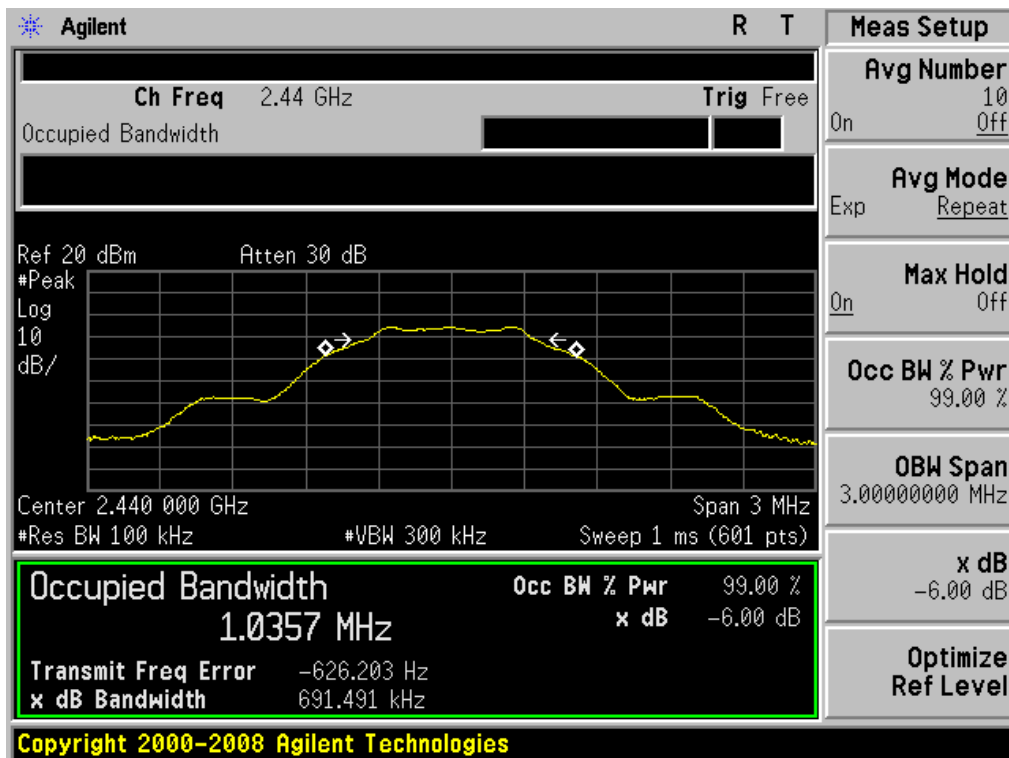 Agilent R T
Ch Freq 2.44 GHz Trig Free
Occupied Bandwidth
Ref 20 dBm Atten 30 dB
#Peak
Log
10
dB/
Center 2.440 000 GHz Span 3 MHz
#Res BW 100 kHz #VBW 300 kHz Sweep 1 ms (601 pts)
Occupied Bandwidth Occ BW % Pwr 99.00 %
1.0357 MHz x dB -6.00 dB
Transmit Freq Error -626.203 Hz
x dB Bandwidth 691.491 kHz
Copyright 2000-2008 Agilent Technologies
Meas Setup
Avg Number
10
On Off
Avg Mode
Exp Repeat
Max Hold
On Off
Occ BW % Pwr
99.00 %
OBW Span
3.00000000 MHz
x dB
-6.00 dB
Optimize
Ref Level